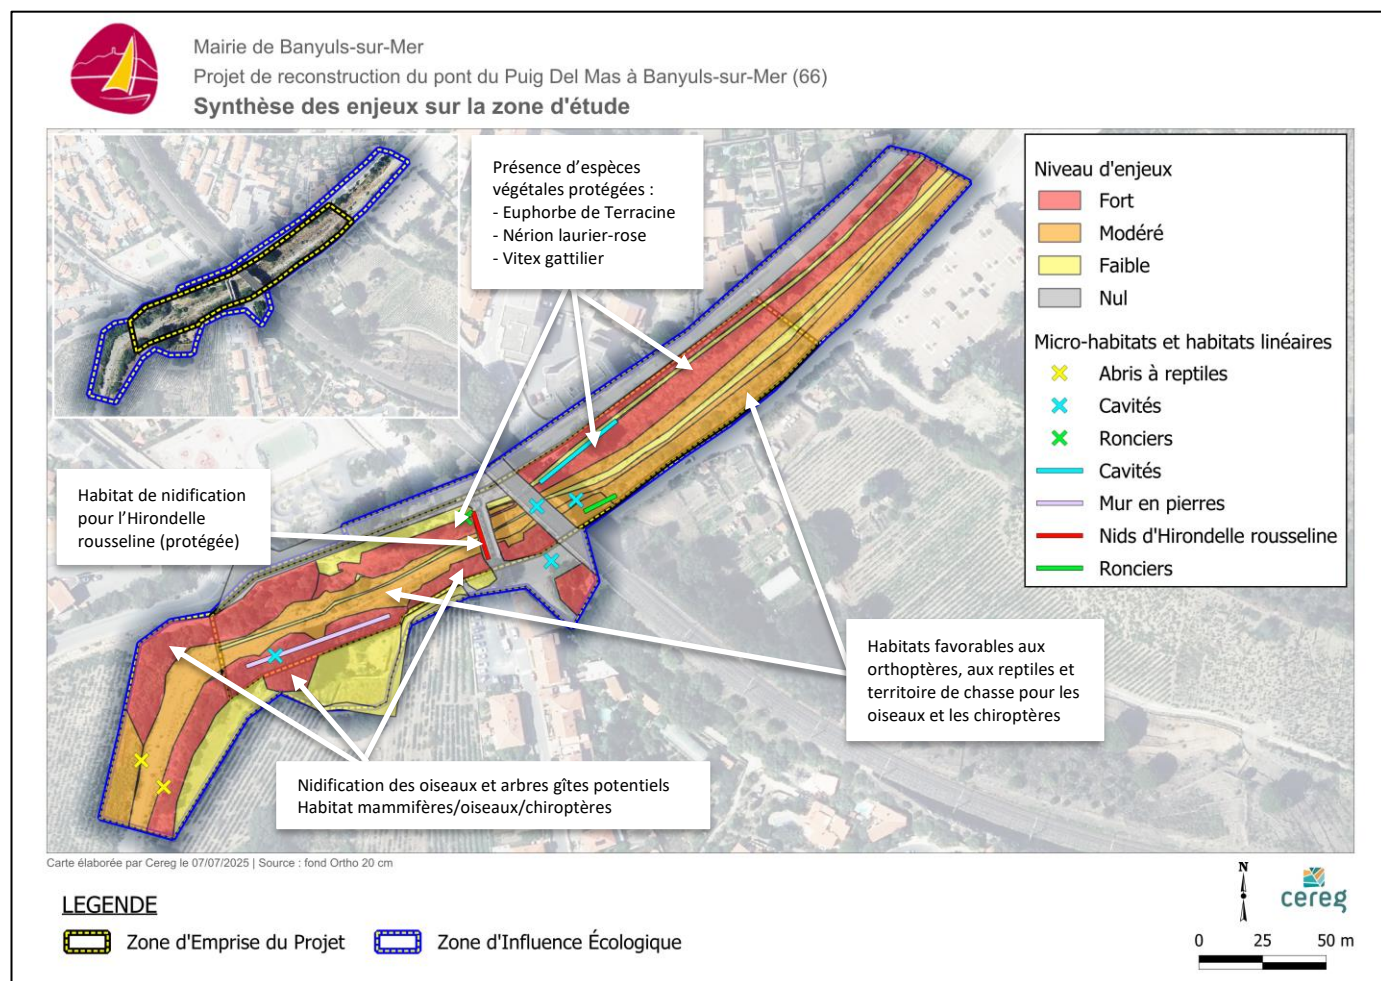 Mairie de Banyuls-sur-Mer
Projet de reconstruction du pont du Puig Del Mas à Banyuls-sur-Mer (66)
Synthèse des enjeux sur la zone d'étude
Présence d’espèces
végétales protégées :
- Euphorbe de Terracine
- Nérion laurier-rose
- Vitex gattilier
Niveau d'enjeux
Fort
Modéré
Faible
Nul
Micro-habitats et habitats linéaires
Abris à reptiles
Cavités
Ronciers
Cavités
Mur en pierres
Nids d'Hirondelle rousseline
Ronciers
Habitat de nidification
pour l’Hirondelle
rousseline (protégée)
Habitats favorables aux
orthoptères, aux reptiles et
territoire de chasse pour les
oiseaux et les chiroptères
Nidification des oiseaux et arbres gîtes potentiels
Habitat mammifères/oiseaux/chiroptères
Carte élaborée par Cereg le 07/07/2025 | Source : fond Ortho 20 cm
LEGENDE
Zone d'Emprise du Projet
Zone d'Influence Écologique
N
cereg
0 25 50 m